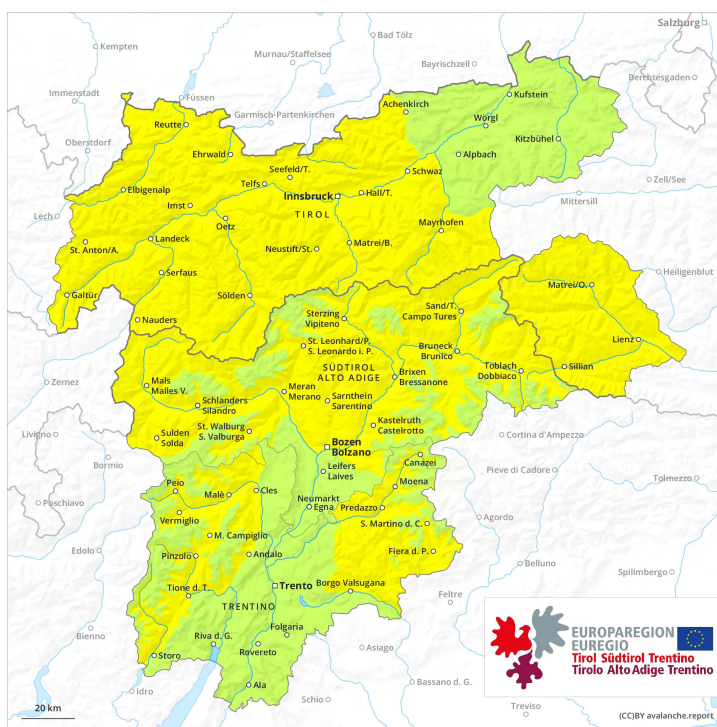 Salzburg
Kempten
Bad Tölz
Murnau/Staffelsee
Bayrischzell
Berchtesgaden
Immenstadt
Füssen
Garmisch-Partenkirchen
Achenkirch
Kufstein
Reutte
Wörgl
Oberstdorf
Ehrwald
Kitzbühel
Alpbach
Seefeld/T.
Schwaz
Zell/See
Elbigenalp
Telfs
Innsbruck
Hall/T.
Mittersill
Imst
TIROL
Lech
Oetz
Mayrhofen
St. Anton/A.
Landeck
Neustift/St.
Matrei/B.
Serfaus
Heiligenblut
Galtür
Sölden
Matrei/O.
Nauders
Sterzing
Vipiteno
Sand/T.
Campo Tures
Lienz
St. Leonhard/P.
S. Leonardo i. P.
Bruneck
Brunico
Toblach
Dobbiaco
Sillian
SÜDTIROL
ALTO ADIGE
Brixen
Bressanone
Zernez
Mals
Malles V.
Meran
Merano
Schlanders
Silandro
Sarnthein
Sarentino
St. Walburg
S. Valburga
Kastelruth
Castelrotto
Livigno
Sulden
Solda
Bozen
Bolzano
Cortina d'Ampezzo
Bormio
Leifers
Laives
Canazei
Pieve di Cadore
Tolmezzo
Peio
Malè
Cles
Moena
Poschiavo
Neumarkt
Egna
Predazzo
Vermiglio
S. Martino d. C.
Agordo
M. Campiglio
Edolo
Pinzolo
Andalo
Fiera d. P.
Belluno
Spilimbergo
Tione d. T.
Trento
Borgo Valsugana
Feltre
TRENTINO
Bienno
Folgaria
Riva d. G.
Rovereto
Asiago
Storo
Bassano d. G.
Idro
Ala
Schio
Treviso
EUROPAREGION
EUREGIO
Tirol Südtirol Trentino
Tirolo Alto Adige Trentino
20 km
(CC)BY avalanche.report